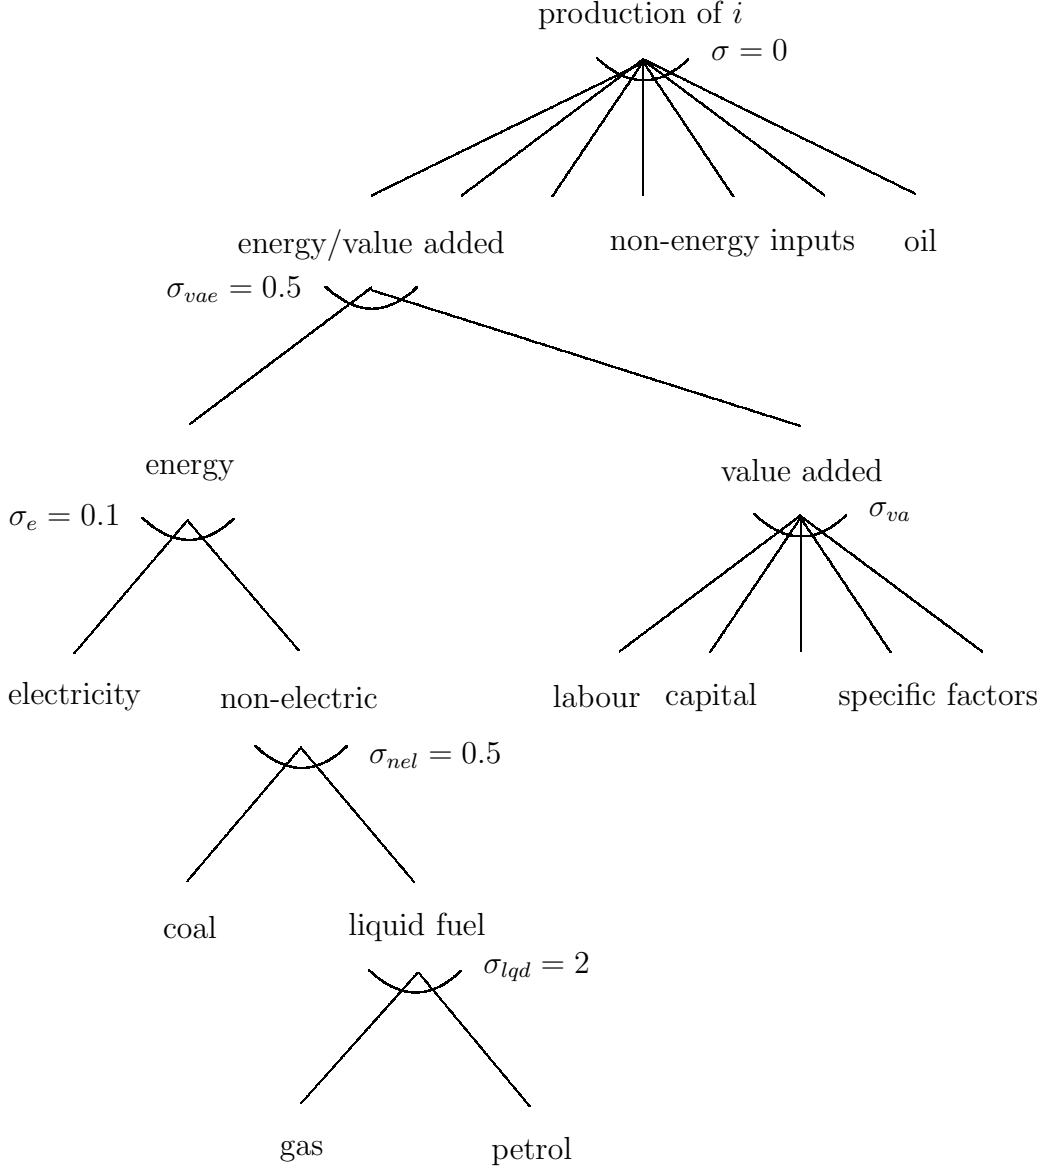 production of i
σ = 0
energy/value added
non-energy inputs
oil
σ_vae = 0.5
energy
value added
σ_e = 0.1
σ_va
electricity
non-electric
labour
capital
specific factors
σ_nel = 0.5
coal
liquid fuel
σ_lqd = 2
gas
petrol